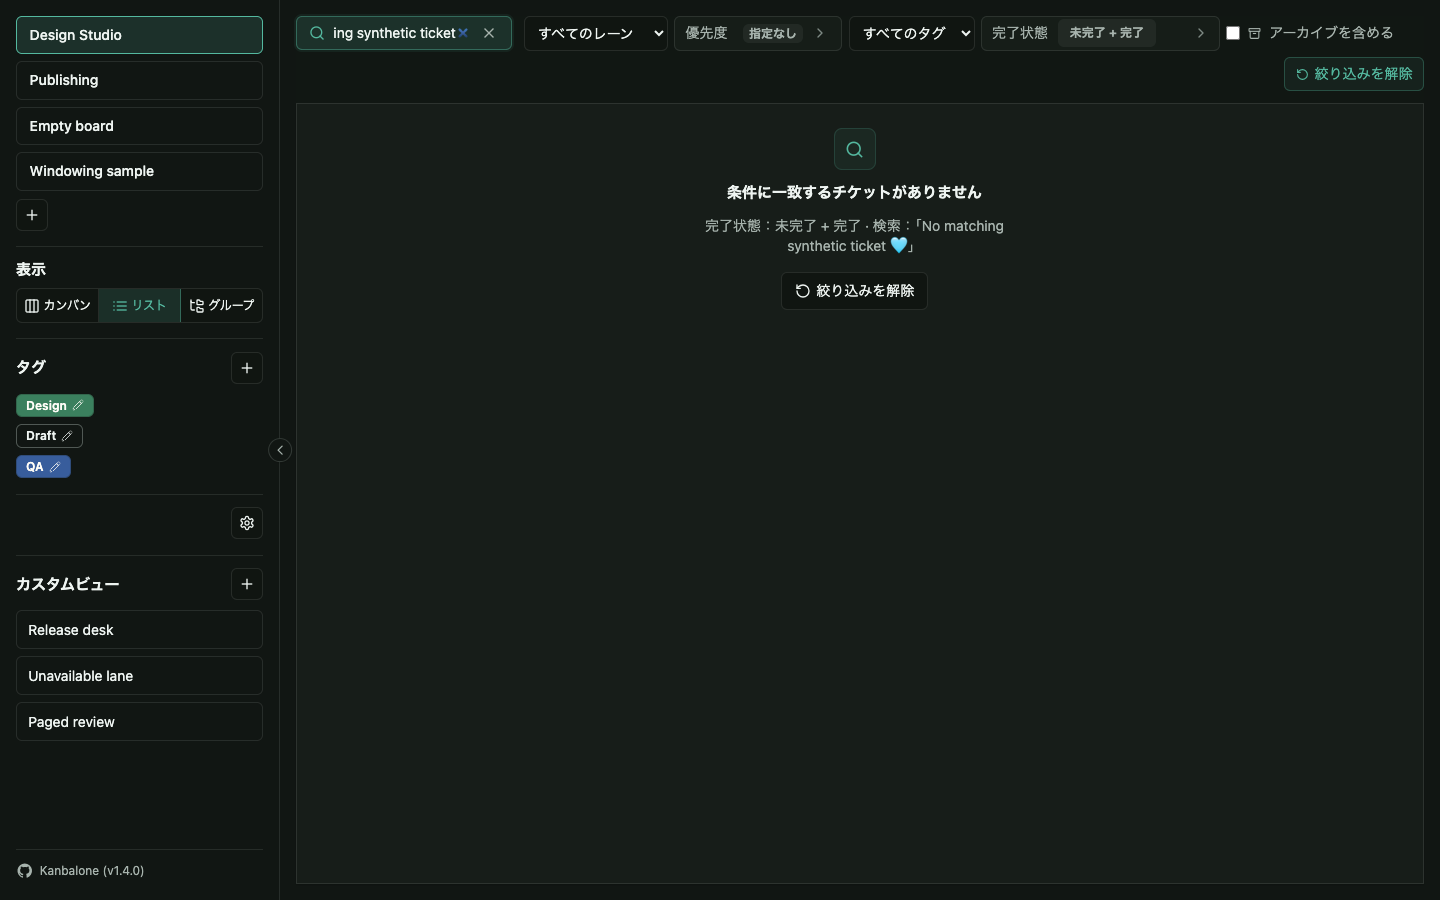 Design Studio
Publishing
Empty board
Windowing sample
表示
カンバン
リスト
グループ
タグ
Design
Draft
QA
カスタムビュー
Release desk
Unavailable lane
Paged review
Kanbalone (v1.4.0)
ing synthetic ticket
すべてのレーン
優先度 指定なし
すべてのタグ
完了状態 未完了 + 完了
アーカイブを含める
絞り込みを解除
条件に一致するチケットがありません
完了状態：未完了 + 完了 · 検索：「No matching
synthetic ticket 🩵」
絞り込みを解除